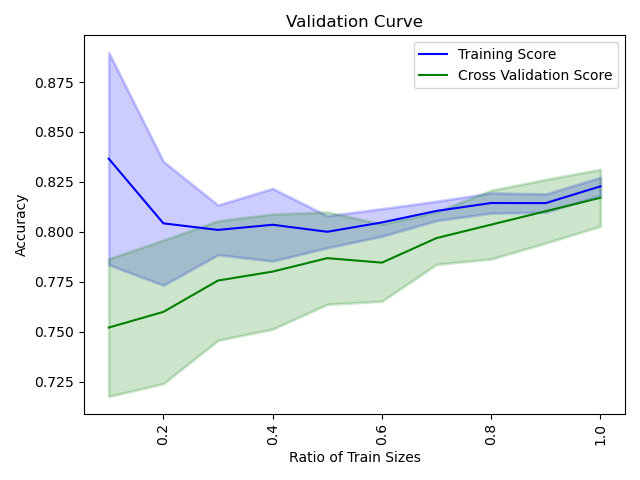 Validation Curve
Training Score
Cross Validation Score
0.875
0.850
0.825
0.800
0.775
0.750
0.725
Accuracy
0.2
0.4
0.6
0.8
1.0
Ratio of Train Sizes